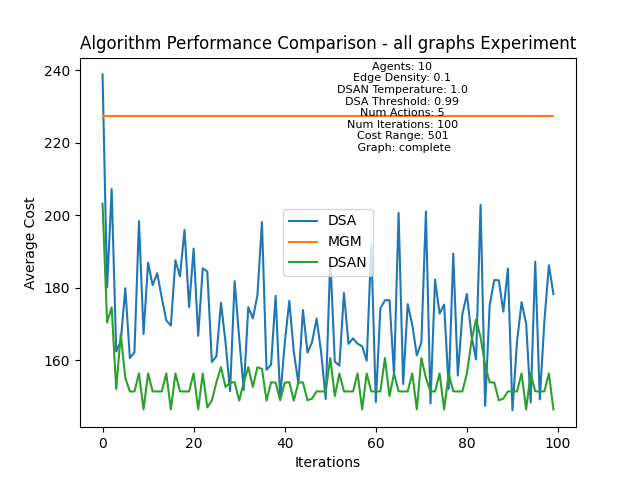 Algorithm Performance Comparison - all graphs Experiment
Agents: 10
Edge Density: 0.1
DSAN Temperature: 1.0
DSA Threshold: 0.99
Num Actions: 5
Num Iterations: 100
Cost Range: 501
Graph: complete
240
220
200
180
160
Average Cost
DSA
MGM
DSAN
0
20
40
60
80
100
Iterations